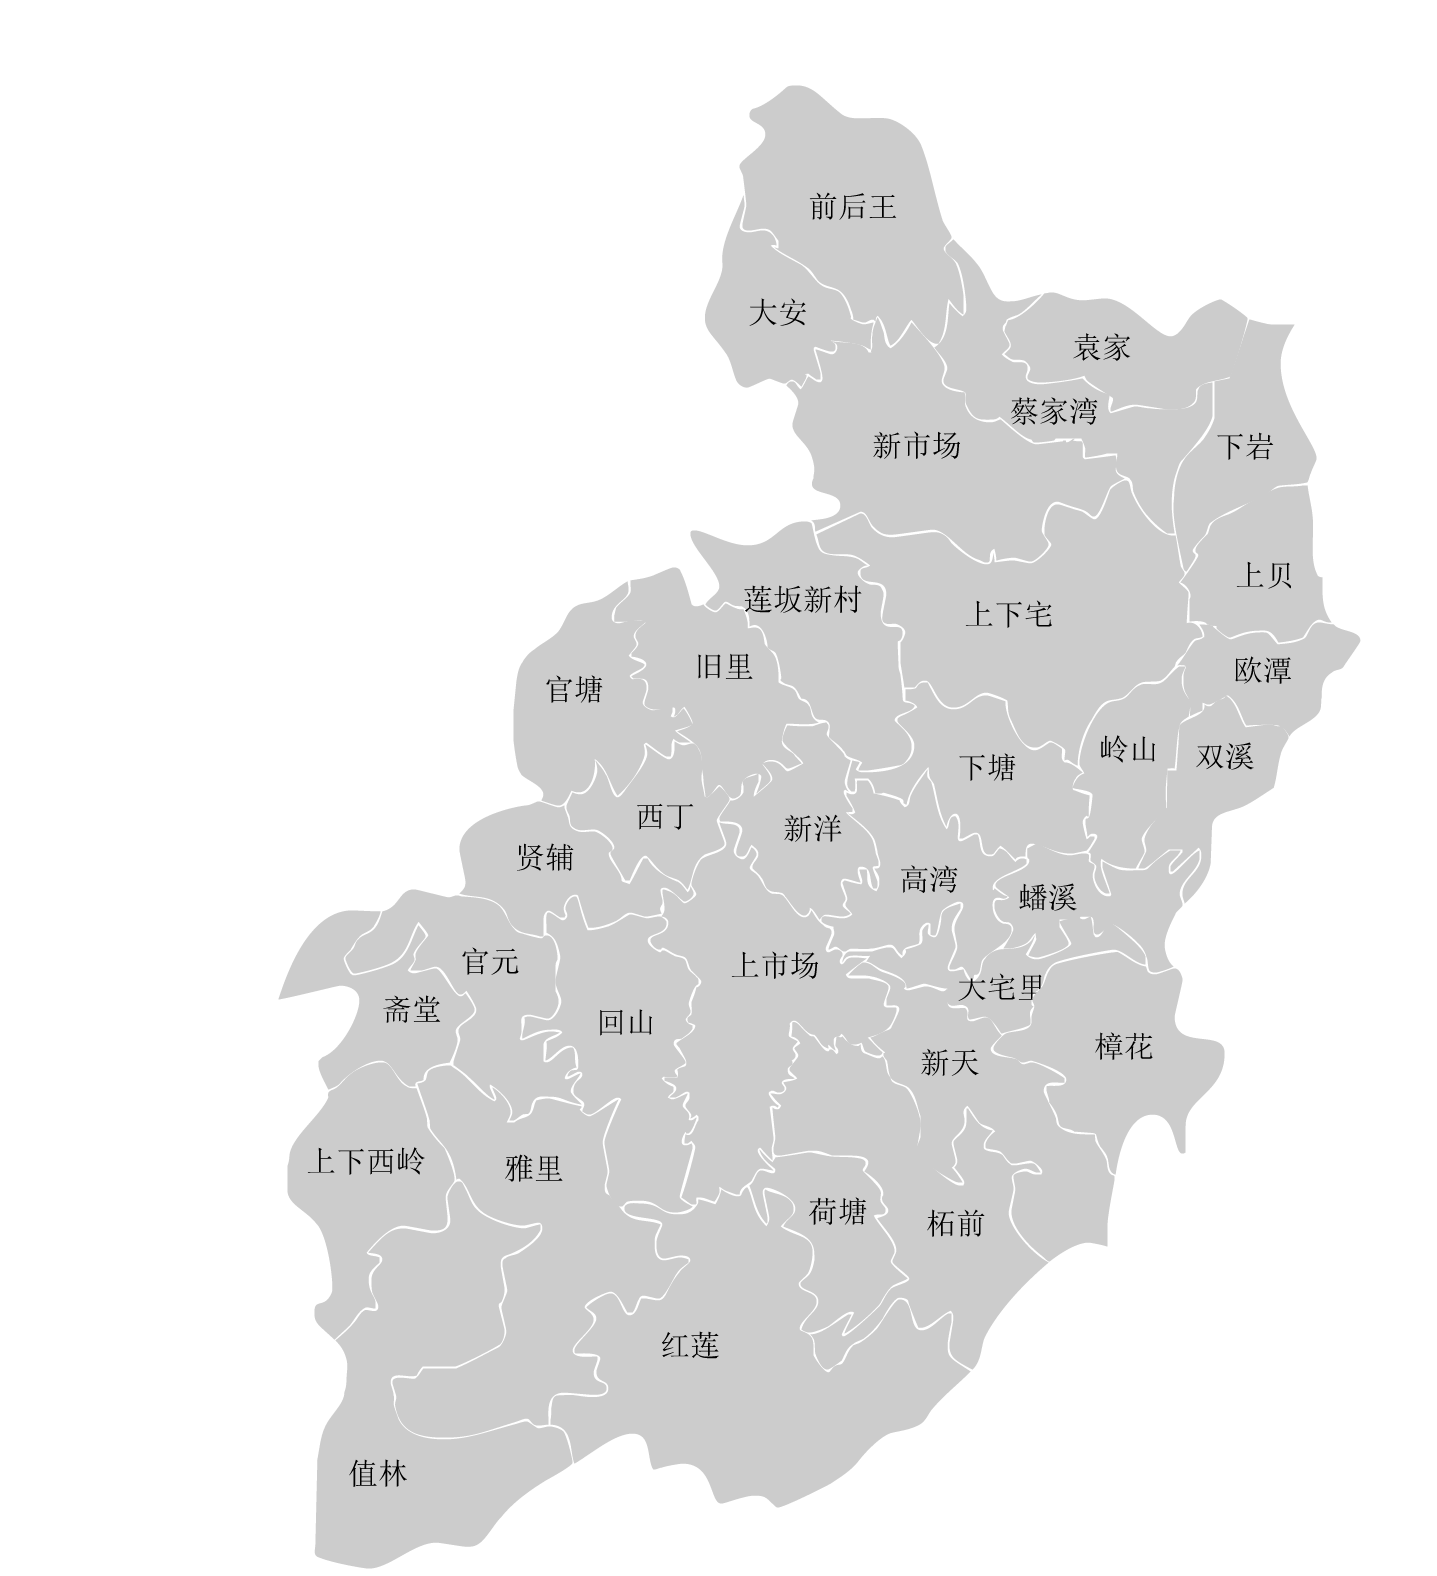 前后王
大安
袁家
蔡家湾
新市场
下岩
上贝
莲坂新村
上下宅
旧里
欧潭
官塘
岭山
双溪
下塘
西丁
新洋
贤辅
高湾
蟠溪
官元
上市场
大宅里
斋堂
回山
樟花
新天
上下西岭
雅里
荷塘
柘前
红莲
值林